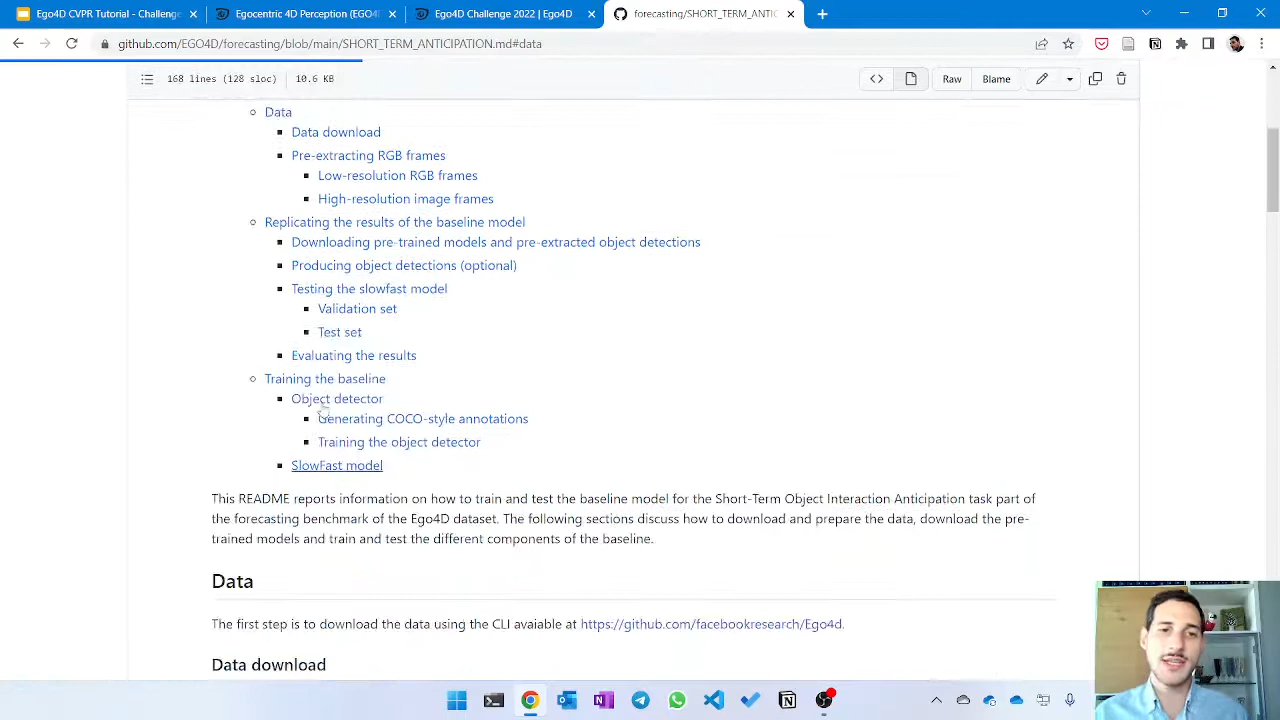 Ego4D CVPR Tutorial - Challenge
Egocentric 4D Perception (EGO4
Ego4D Challenge 2022 | Ego4D
forecasting/SHORT_TERM_ANTIC
github.com/EGO4D/forecasting/blob/main/SHORT_TERM_ANTICIPATION.md#data
168 lines (128 sloc) 10.6 KB
Raw
Blame
Data
Data download
Pre-extracting RGB frames
Low-resolution RGB frames
High-resolution image frames
Replicating the results of the baseline model
Downloading pre-trained models and pre-extracted object detections
Producing object detections (optional)
Testing the slowfast model
Validation set
Test set
Evaluating the results
Training the baseline
Object detector
Generating COCO-style annotations
Training the object detector
SlowFast model
This README reports information on how to train and test the baseline model for the Short-Term Object Interaction Anticipation task part of
the forecasting benchmark of the Ego4D dataset. The following sections discuss how to download and prepare the data, download the pre-
trained models and train and test the different components of the baseline.
Data
The first step is to download the data using the CLI avaiable at https://github.com/facebookresearch/Ego4d.
Data download